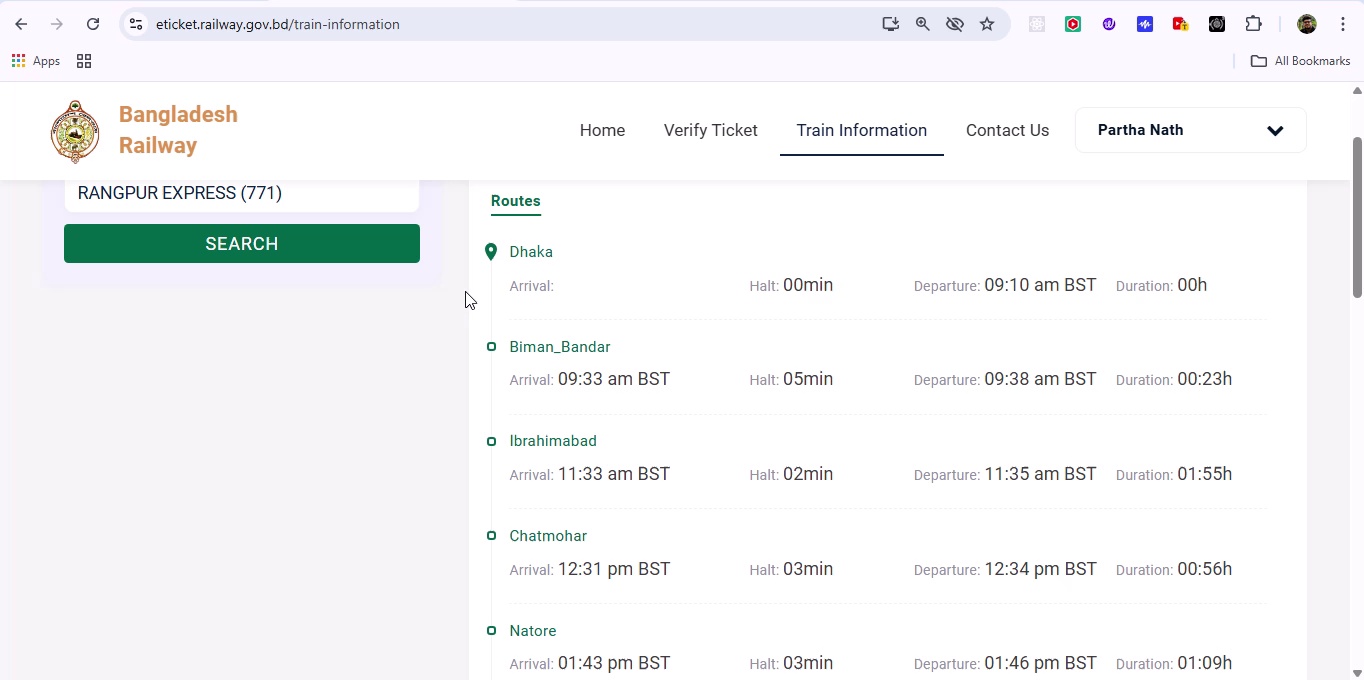 eticket.railway.gov.bd/train-information
Apps
All Bookmarks
Bangladesh
Railway
Home Verify Ticket Train Information Contact Us Partha Nath
RANGPUR EXPRESS (771)
SEARCH
Routes
Dhaka
Arrival: Halt: 00min Departure: 09:10 am BST Duration: 00h
Biman_Bandar
Arrival: 09:33 am BST Halt: 05min Departure: 09:38 am BST Duration: 00:23h
Ibrahimabad
Arrival: 11:33 am BST Halt: 02min Departure: 11:35 am BST Duration: 01:55h
Chatmohar
Arrival: 12:31 pm BST Halt: 03min Departure: 12:34 pm BST Duration: 00:56h
Natore
Arrival: 01:43 pm BST Halt: 03min Departure: 01:46 pm BST Duration: 01:09h